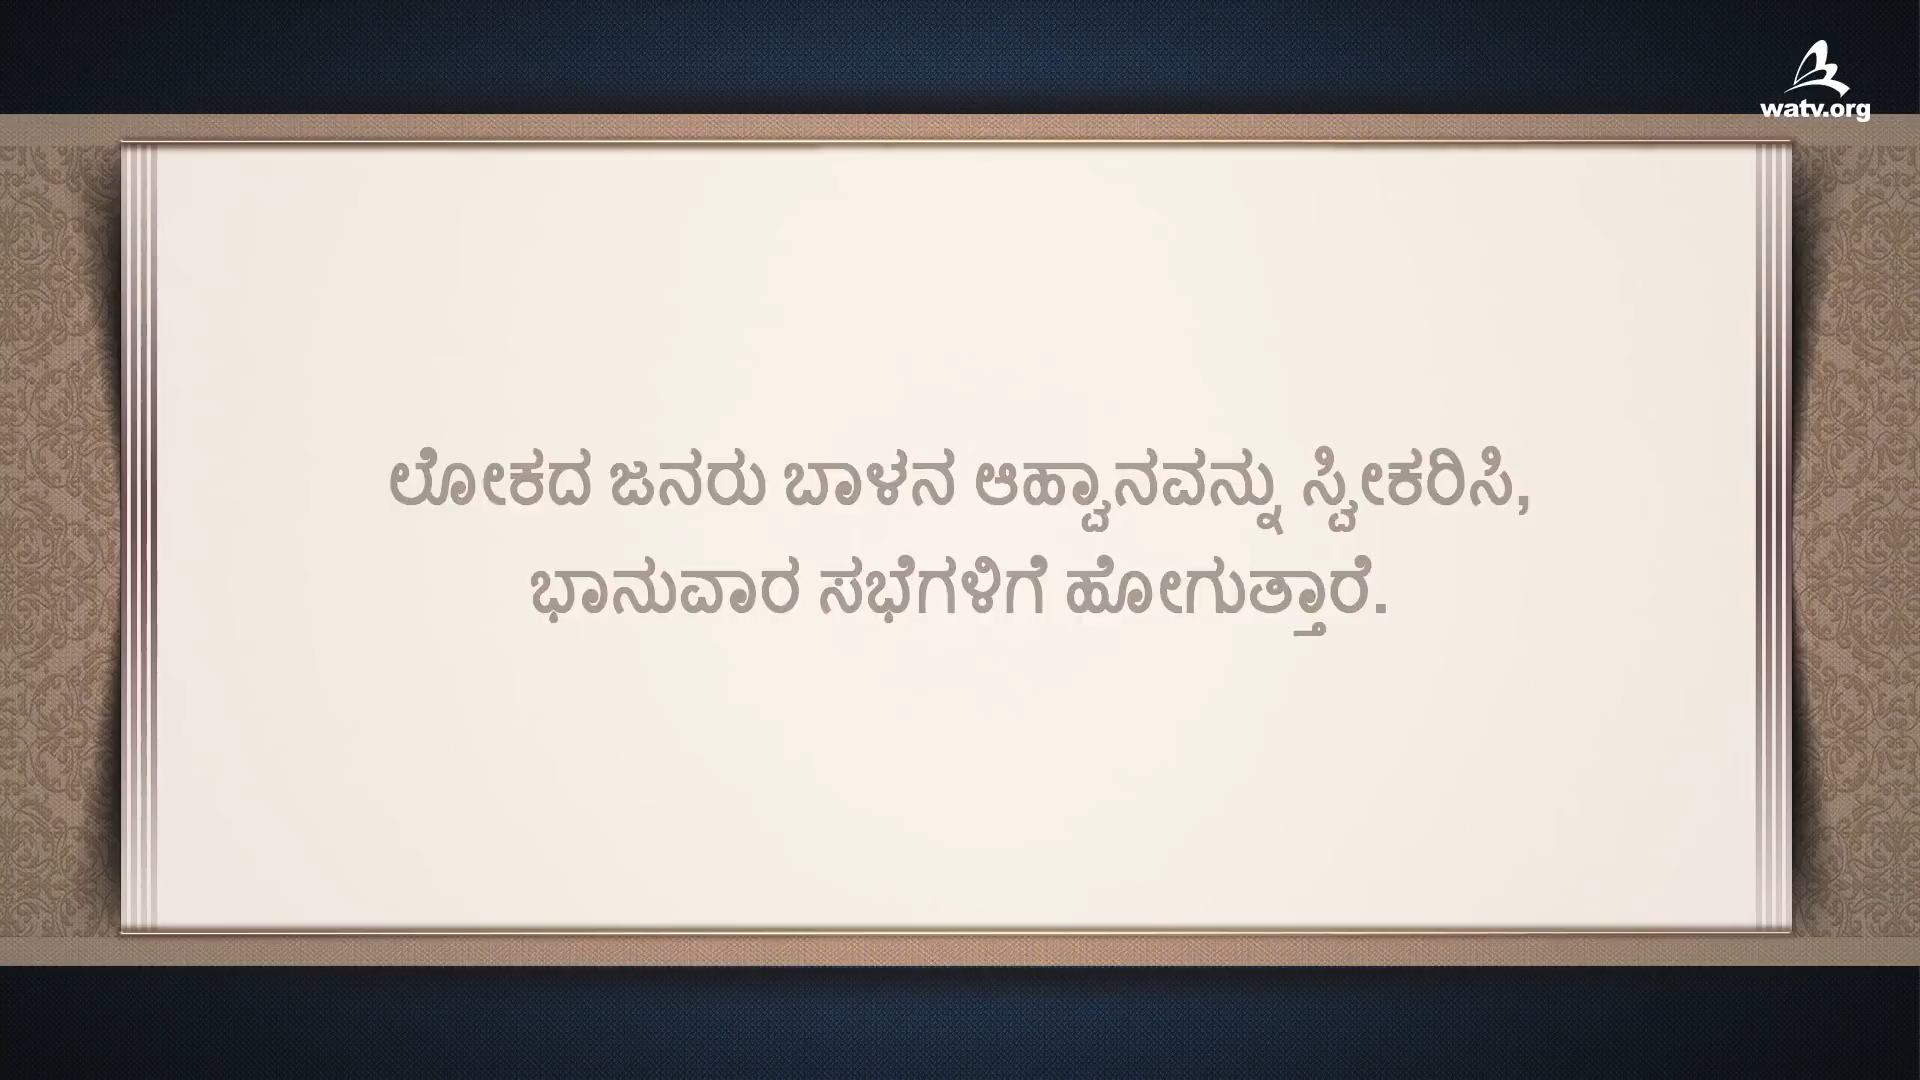 watv.org
ಲೋಕದ ಜನರು ಬಾಳನ ಆಹ್ವಾನವನ್ನು ಸ್ವೀಕರಿಸಿ,
ಭಾನುವಾರ ಸಭೆಗಳಿಗೆ ಹೋಗುತ್ತಾರೆ.